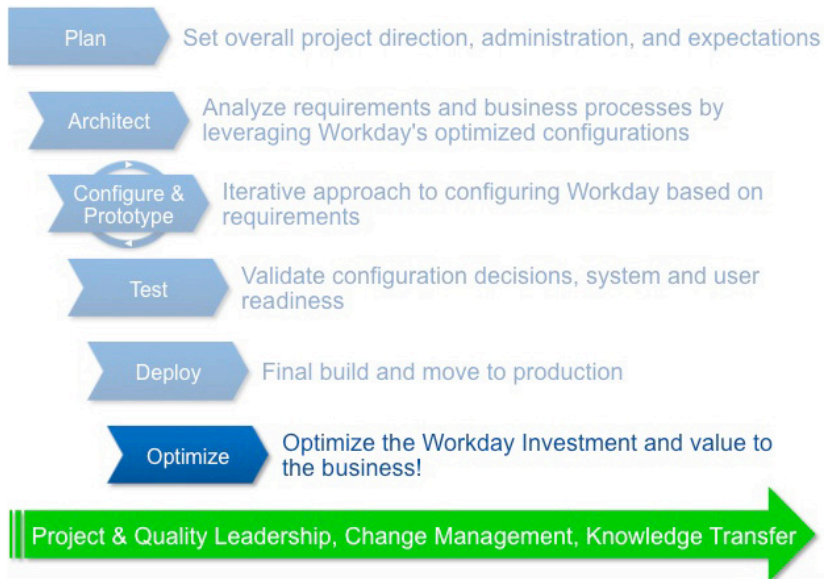 Plan
Set overall project direction, administration, and expectations
Architect
Analyze requirements and business processes by
leveraging Workday's optimized configurations
Configure &
Prototype
Iterative approach to configuring Workday based on
requirements
Test
Validate configuration decisions, system and user
readiness
Deploy
Final build and move to production
Optimize
Optimize the Workday Investment and value to
the business!
Project & Quality Leadership, Change Management, Knowledge Transfer